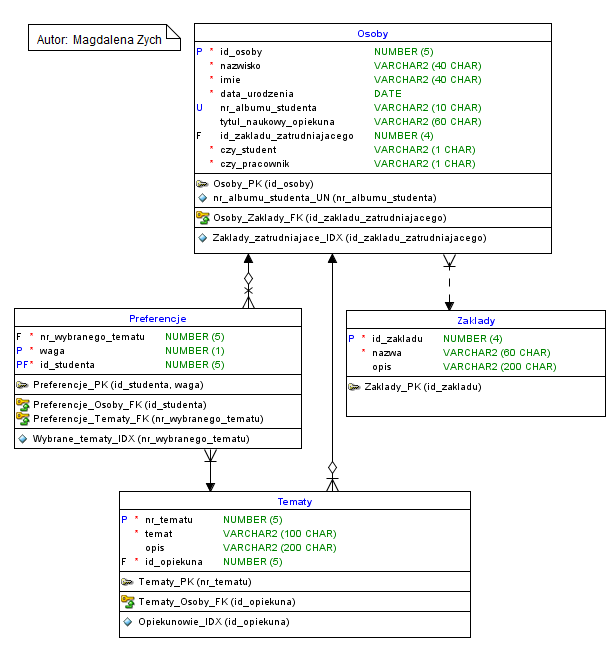 Autor: Magdalena Zych
Osoby
P * id_osoby NUMBER (5)
* nazwisko VARCHAR2 (40 CHAR)
* imie VARCHAR2 (40 CHAR)
* data_urodzenia DATE
U nr_albumu_studenta VARCHAR2 (10 CHAR)
tytul_naukowy_opiekuna VARCHAR2 (60 CHAR)
F id_zakladu_zatrudniajacego NUMBER (4)
* czy_student VARCHAR2 (1 CHAR)
* czy_pracownik VARCHAR2 (1 CHAR)
Osoby_PK (id_osoby)
nr_albumu_studenta_UN (nr_albumu_studenta)
Osoby_Zaklady_FK (id_zakladu_zatrudniajacego)
Zaklady_zatrudniajace_IDX (id_zakladu_zatrudniajacego)
Preferencje
F * nr_wybranego_tematu NUMBER (5)
P * waga NUMBER (1)
PF* id_studenta NUMBER (5)
Preferencje_PK (id_studenta, waga)
Preferencje_Osoby_FK (id_studenta)
Preferencje_Tematy_FK (nr_wybranego_tematu)
Wybrane_tematy_IDX (nr_wybranego_tematu)
Zaklady
P * id_zakladu NUMBER (4)
* nazwa VARCHAR2 (60 CHAR)
opis VARCHAR2 (200 CHAR)
Zaklady_PK (id_zakladu)
Tematy
P * nr_tematu NUMBER (5)
* temat VARCHAR2 (100 CHAR)
opis VARCHAR2 (200 CHAR)
F * id_opiekuna NUMBER (5)
Tematy_PK (nr_tematu)
Tematy_Osoby_FK (id_opiekuna)
Opiekunowie_IDX (id_opiekuna)